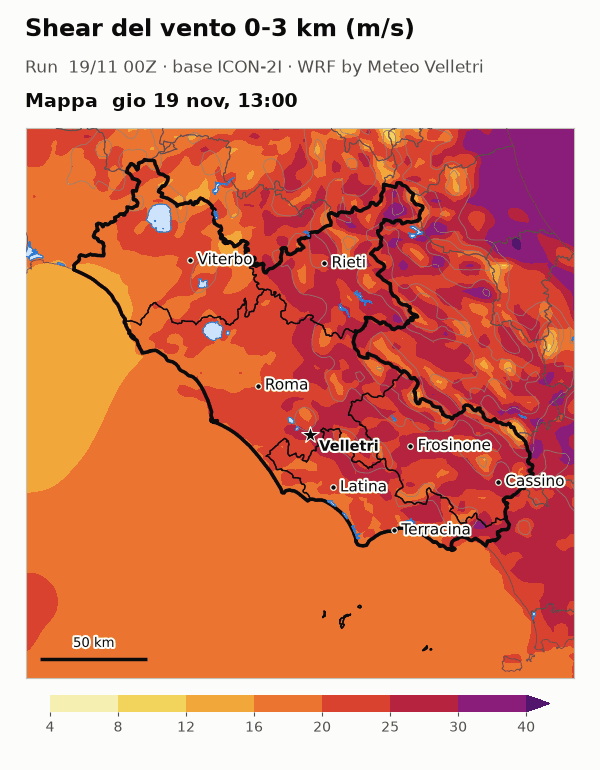 Shear del vento 0-3 km (m/s)
Run  19/11 00Z · base ICON-2I · WRF by Meteo Velletri
Mappa  gio 19 nov, 13:00
Viterbo
Rieti
Roma
Velletri
Frosinone
Cassino
Latina
Terracina
50 km
4 8 12 16 20 25 30 40